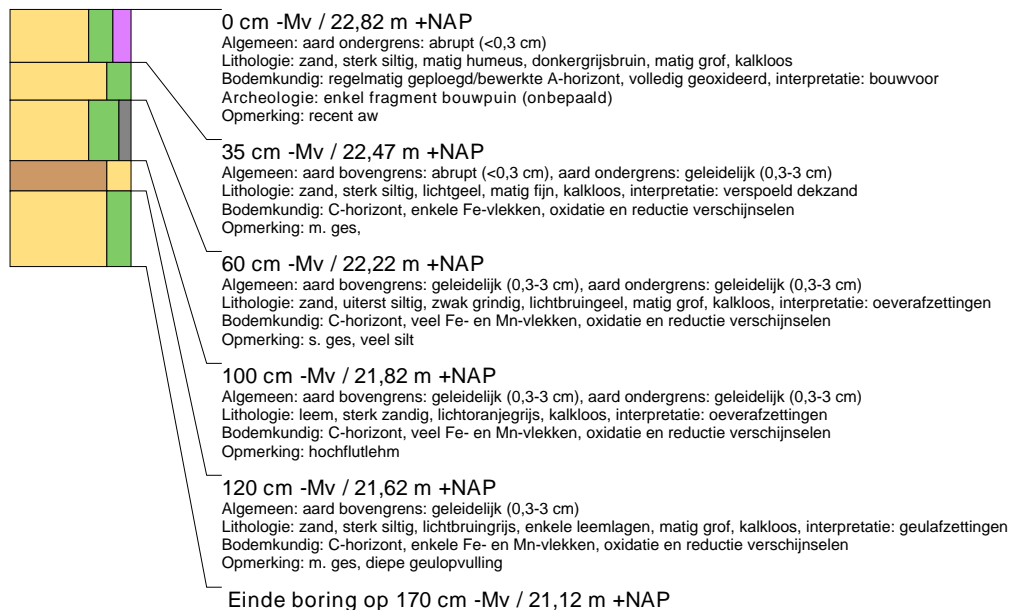 0 cm -Mv / 22,82 m +NAP
Algemeen: aard ondergrens: abrupt (<0,3 cm)
Lithologie: zand, sterk siltig, matig humeus, donkergrijsbruin, matig grof, kalkloos
Bodemkundig: regelmatig geploegd/bewerkte A-horizont, volledig geoxideerd, interpretatie: bouwvoor
Archeologie: enkel fragment bouwpuin (onbepaald)
Opmerking: recent aw
35 cm -Mv / 22,47 m +NAP
Algemeen: aard bovengrens: abrupt (<0,3 cm), aard ondergrens: geleidelijk (0,3-3 cm)
Lithologie: zand, sterk siltig, lichtgeel, matig fijn, kalkloos, interpretatie: verspoeld dekzand
Bodemkundig: C-horizont, enkele Fe-vlekken, oxidatie en reductie verschijnselen
Opmerking: m. ges,
60 cm -Mv / 22,22 m +NAP
Algemeen: aard bovengrens: geleidelijk (0,3-3 cm), aard ondergrens: geleidelijk (0,3-3 cm)
Lithologie: zand, uiterst siltig, zwak grindig, lichtbruingeel, matig grof, kalkloos, interpretatie: oeverafzettingen
Bodemkundig: C-horizont, veel Fe- en Mn-vlekken, oxidatie en reductie verschijnselen
Opmerking: s. ges, veel silt
100 cm -Mv / 21,82 m +NAP
Algemeen: aard bovengrens: geleidelijk (0,3-3 cm), aard ondergrens: geleidelijk (0,3-3 cm)
Lithologie: leem, sterk zandig, lichtoranjegrijs, kalkloos, interpretatie: oeverafzettingen
Bodemkundig: C-horizont, veel Fe- en Mn-vlekken, oxidatie en reductie verschijnselen
Opmerking: hochflutlehm
120 cm -Mv / 21,62 m +NAP
Algemeen: aard bovengrens: geleidelijk (0,3-3 cm)
Lithologie: zand, sterk siltig, lichtbruingrijs, enkele leemlagen, matig grof, kalkloos, interpretatie: geulafzettingen
Bodemkundig: C-horizont, enkele Fe- en Mn-vlekken, oxidatie en reductie verschijnselen
Opmerking: m. ges, diepe geulopvulling
Einde boring op 170 cm -Mv / 21,12 m +NAP